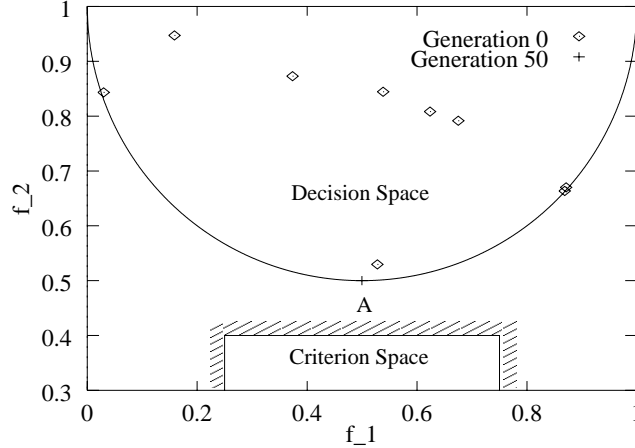 1
Generation 0
Generation 50
0.9
0.8
0.7
f_2
Decision Space
0.6
0.5
A
0.4
Criterion Space
0.3
0
0.2
0.4
0.6
0.8
1
f_1